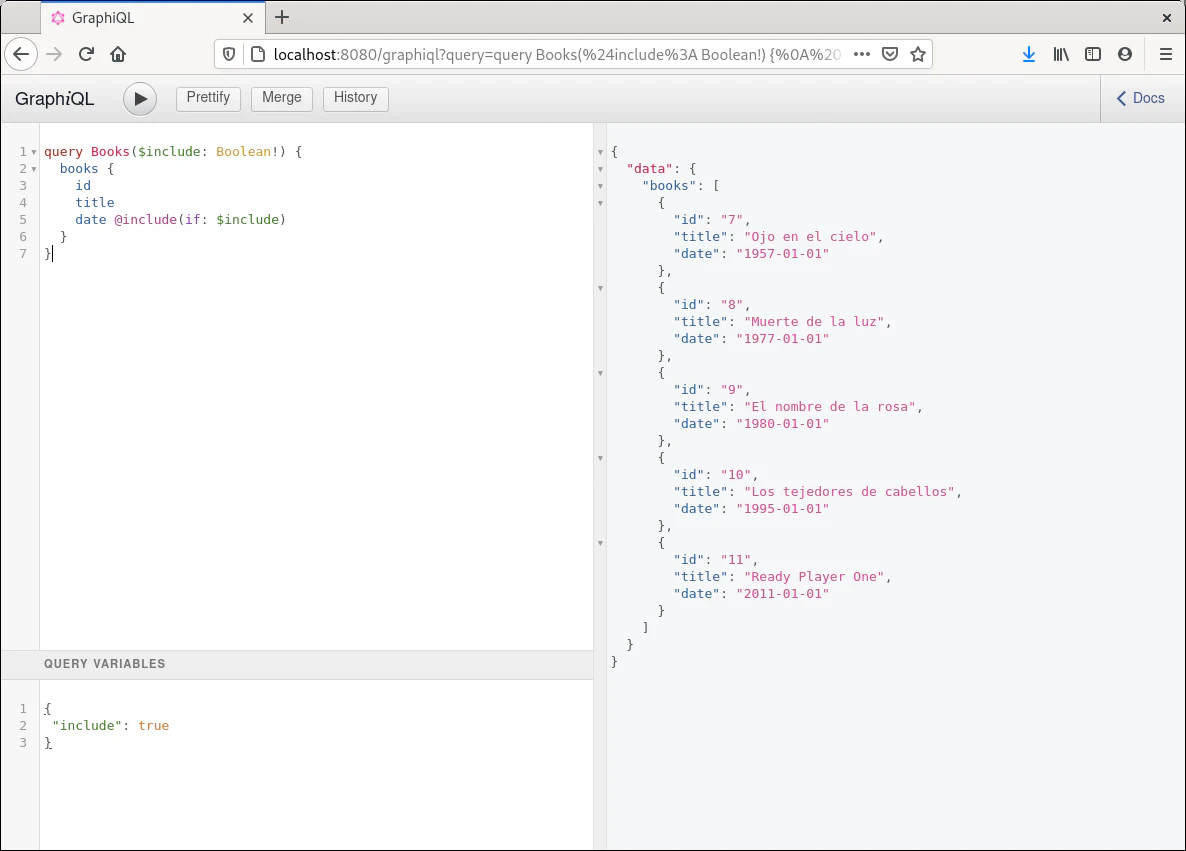 GraphiQL
localhost:8080/graphiql?query=query Books(%24include%3A Boolean!) {%0A%20
GraphiQL Prettify Merge History Docs
1 query Books($include: Boolean!) {
2   books {
3     id
4     title
5     date @include(if: $include)
6   }
7 }
QUERY VARIABLES
1 {
2  "include": true
3 }
{
  "data": {
    "books": [
      {
        "id": "7",
        "title": "Ojo en el cielo",
        "date": "1957-01-01"
      },
      {
        "id": "8",
        "title": "Muerte de la luz",
        "date": "1977-01-01"
      },
      {
        "id": "9",
        "title": "El nombre de la rosa",
        "date": "1980-01-01"
      },
      {
        "id": "10",
        "title": "Los tejedores de cabellos",
        "date": "1995-01-01"
      },
      {
        "id": "11",
        "title": "Ready Player One",
        "date": "2011-01-01"
      }
    ]
  }
}